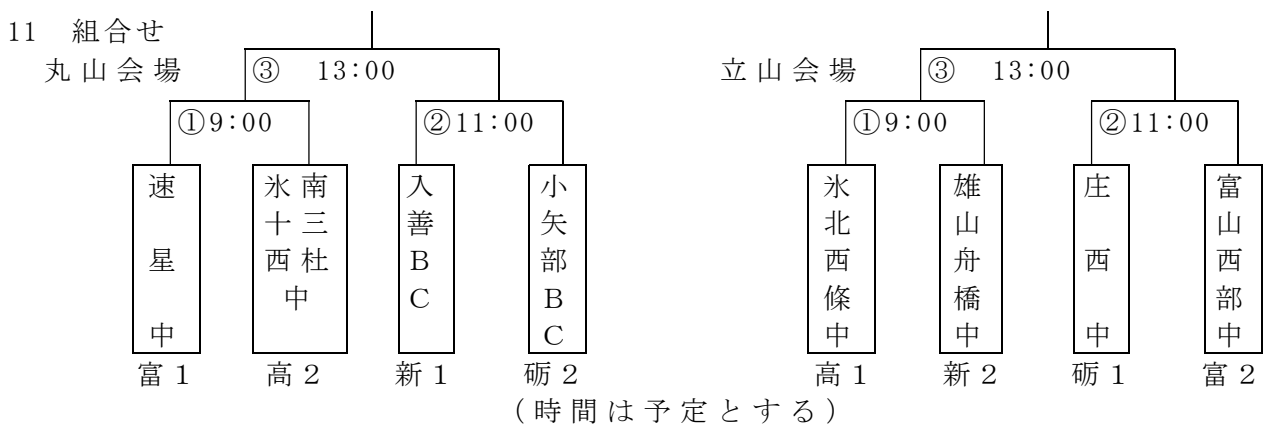 11 組合せ
丸山会場
③ 13:00
①9:00
②11:00
速星中
氷十西
南三杜
中
入善BC
小矢部BC
富1
高2
新1
砺2
立山会場
③ 13:00
①9:00
②11:00
氷北西條中
雄山舟橋中
庄西中
富山西部中
高1
新2
砺1
富2
(時間は予定とする)